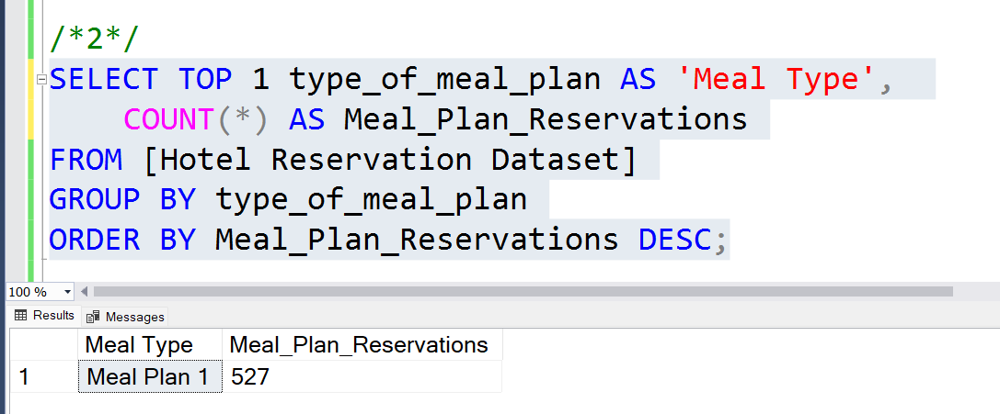 /*2*/
SELECT TOP 1 type_of_meal_plan AS 'Meal Type',
COUNT(*) AS Meal_Plan_Reservations
FROM [Hotel Reservation Dataset]
GROUP BY type_of_meal_plan
ORDER BY Meal_Plan_Reservations DESC;
100 %
Results Messages
Meal Type Meal_Plan_Reservations
1 Meal Plan 1 527